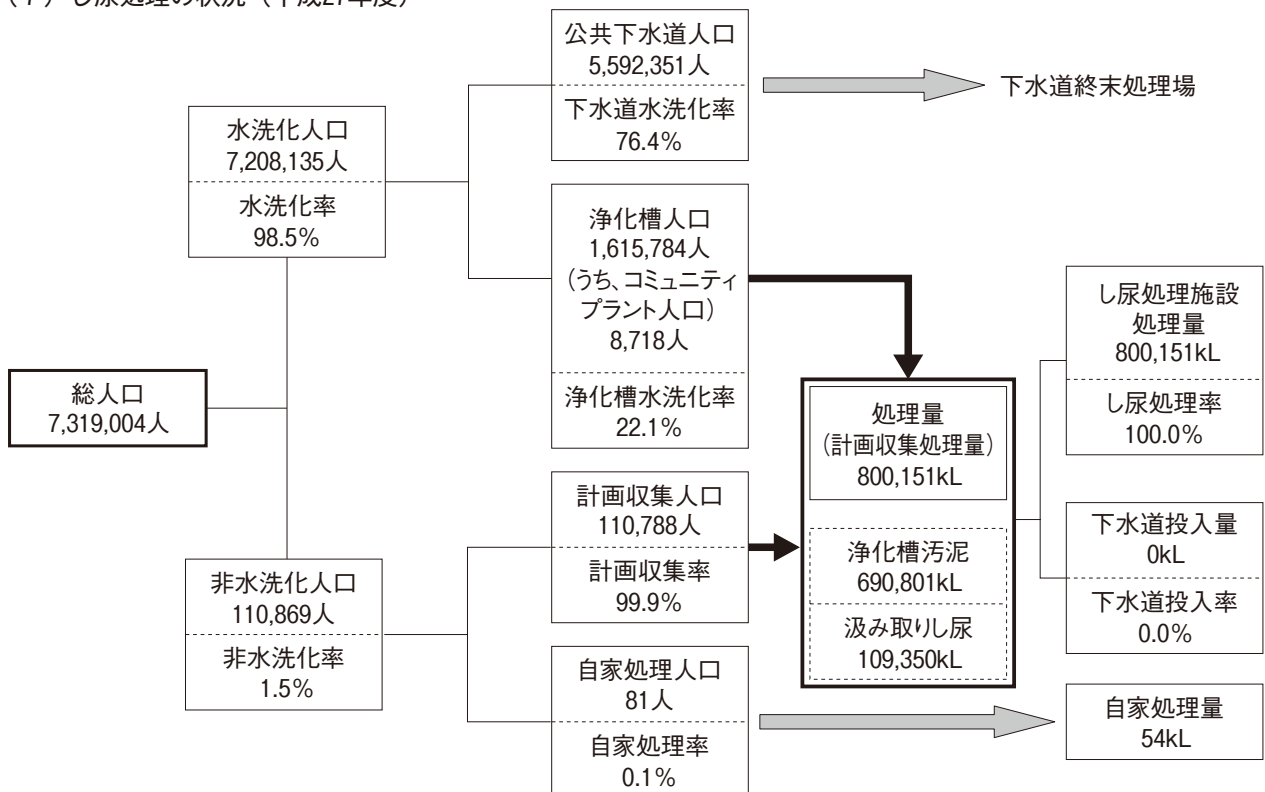 （7）し尿処理の状況（平成27年度）
総人口
7,319,004人
水洗化人口
7,208,135人
水洗化率
98.5%
非水洗化人口
110,869人
非水洗化率
1.5%
公共下水道人口
5,592,351人
下水道水洗化率
76.4%
下水道終末処理場
浄化槽人口
1,615,784人
（うち、コミュニティ
プラント人口）
8,718人
浄化槽水洗化率
22.1%
計画収集人口
110,788人
計画収集率
99.9%
自家処理人口
81人
自家処理率
0.1%
処理量
（計画収集処理量）
800,151kL
浄化槽汚泥
690,801kL
汲み取りし尿
109,350kL
し尿処理施設
処理量
800,151kL
し尿処理率
100.0%
下水道投入量
0kL
下水道投入率
0.0%
自家処理量
54kL